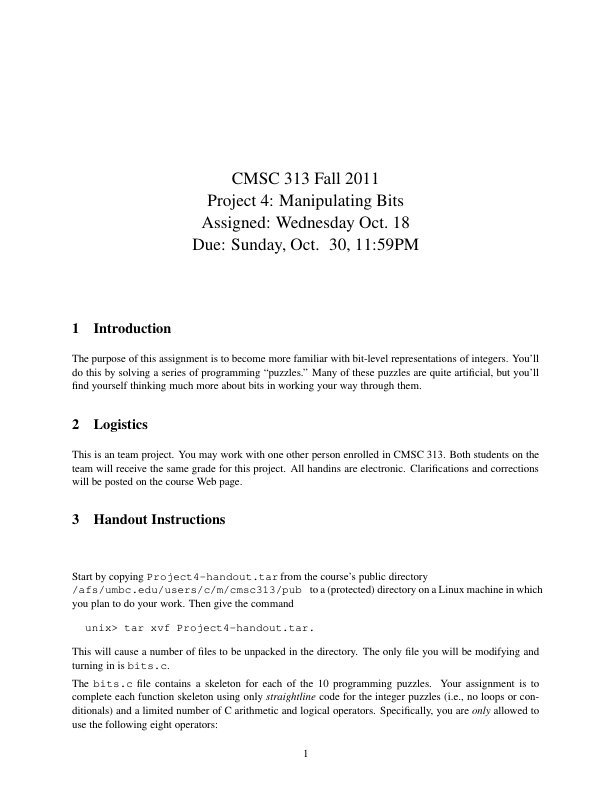 CMSC 313 Fall 2011
Project 4: Manipulating Bits
Assigned: Wednesday Oct. 18
Due: Sunday, Oct. 30, 11:59PM
1 Introduction
The purpose of this assignment is to become more familiar with bit-level representations of integers. You'll
do this by solving a series of programming “puzzles.” Many of these puzzles are quite artificial, but you'll
find yourself thinking much more about bits in working your way through them.
2 Logistics
This is an team project. You may work with one other person enrolled in CMSC 313. Both students on the
team will receive the same grade for this project. All handins are electronic. Clarifications and corrections
will be posted on the course Web page.
3 Handout Instructions
Start by copying Project4-handout.tar from the course's public directory
/afs/umbc.edu/users/c/m/cmsc313/pub to a (protected) directory on a Linux machine in which
you plan to do your work. Then give the command
unix> tar xvf Project4-handout.tar.
This will cause a number of files to be unpacked in the directory. The only file you will be modifying and
turning in is bits.c.
The bits.c file contains a skeleton for each of the 10 programming puzzles. Your assignment is to
complete each function skeleton using only straightline code for the integer puzzles (i.e., no loops or con-
ditionals) and a limited number of C arithmetic and logical operators. Specifically, you are only allowed to
use the following eight operators:
1